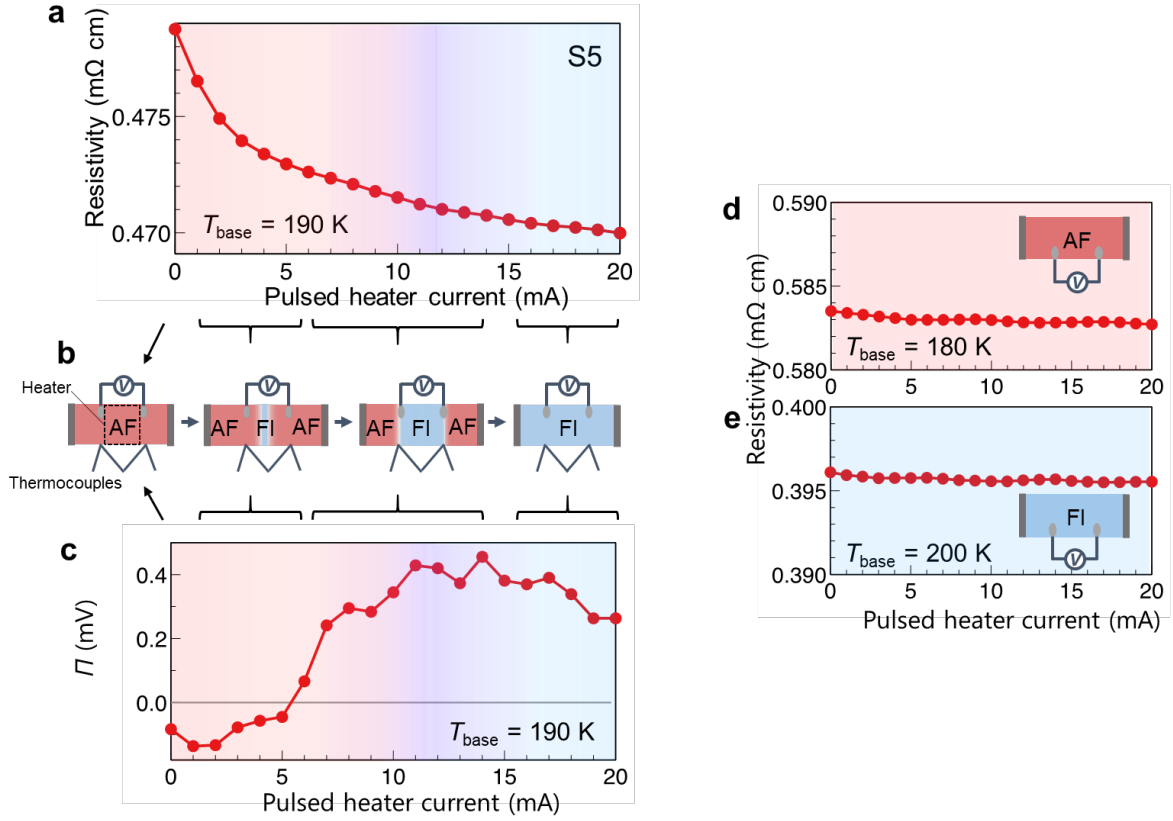 a
Resistivity (mΩ cm)
0.475
0.470
S5
T_base = 190 K
0 5 10 15 20
Pulsed heater current (mA)
b
Heater
V V V V
AF AF FI AF AF FI AF FI
Thermocouples
c
Π (mV)
0.4
0.2
0.0
T_base = 190 K
0 5 10 15 20
Pulsed heater current (mA)
d
Resistivity (mΩ cm)
0.590
0.585
0.580
AF
V
T_base = 180 K
0 5 10 15 20
e
0.400
0.395
0.390
FI
V
T_base = 200 K
0 5 10 15 20
Pulsed heater current (mA)